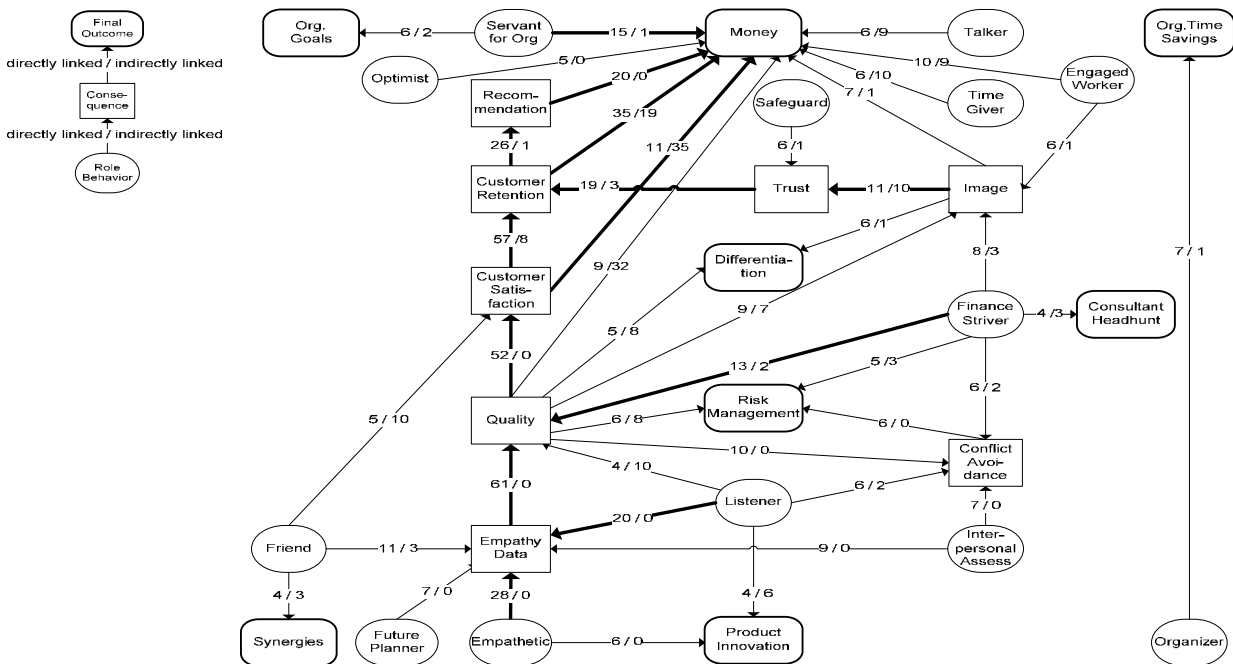 Final
Outcome
directly linked / indirectly linked
Conse-
quence
directly linked / indirectly linked
Role
Behavior
Org.
Goals
6 / 2
Servant
for Org
15 / 1
Money
6 / 9
Talker
Org.Time
Savings
Optimist
5 / 0
10 / 9
Engaged
Worker
20 / 0
6 / 10
7 / 1
Recom-
mendation
35 / 19
Safeguard
Time
Giver
26 / 1
11 / 35
6 / 1
6 / 1
Customer
Retention
19 / 3
Trust
11 / 10
Image
57 / 8
6 / 1
9 / 32
Differentia-
tion
8 / 3
7 / 1
Customer
Satis-
faction
9 / 7
Finance
Striver
4 / 3
Consultant
Headhunt
5 / 8
52 / 0
13 / 2
5 / 3
6 / 2
Quality
6 / 8
Risk
Management
6 / 0
5 / 10
10 / 0
Conflict
Avoi-
dance
4 / 10
61 / 0
Listener
6 / 2
20 / 0
7 / 0
Friend
11 / 3
Empathy
Data
9 / 0
Inter-
personal
Assess
4 / 3
7 / 0
28 / 0
4 / 6
Synergies
Future
Planner
Empathetic
6 / 0
Product
Innovation
Organizer